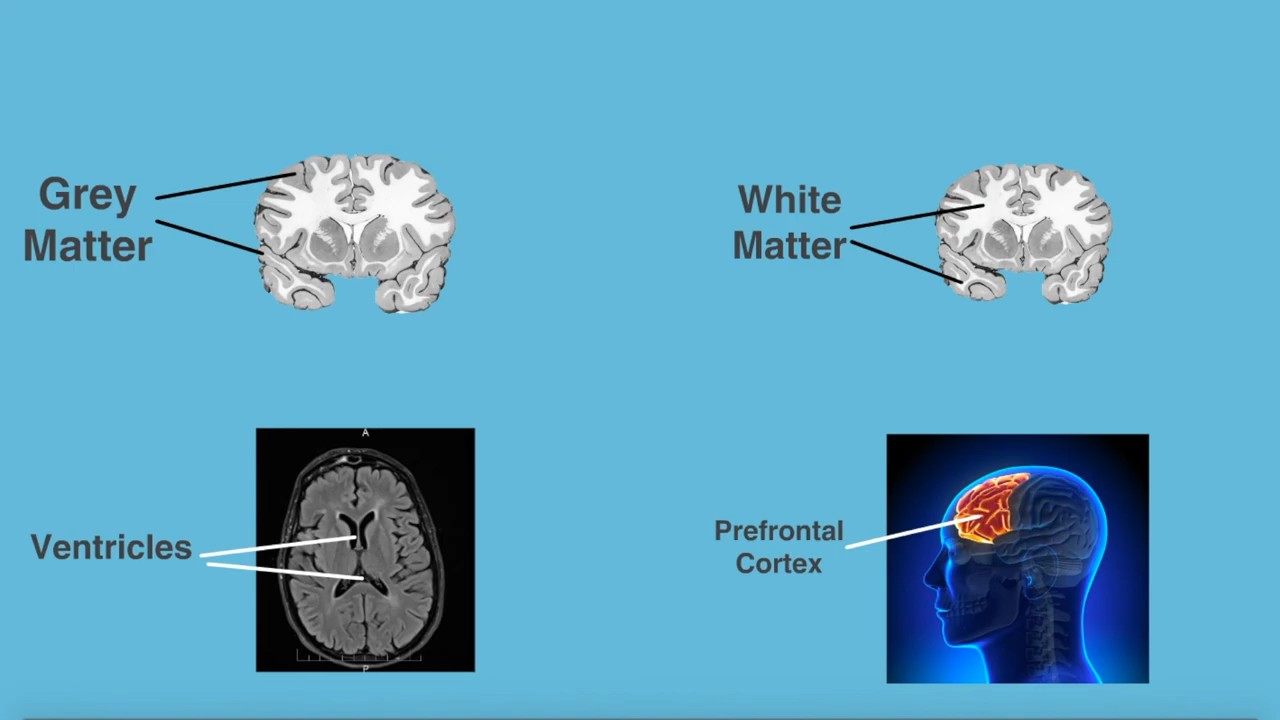 Grey
Matter
White
Matter
A
Ventricles
P
Prefrontal
Cortex